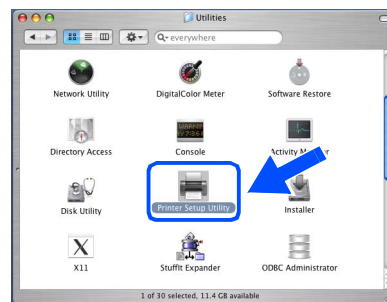 Utilities
everywhere
Network Utility
DigitalColor Meter
Software Restore
Directory Access
Console
Activity
Disk Utility
Printer Setup Utility
Installer
X11
StuffIt Expander
ODBC Administrator
1 of 30 selected, 11.4 GB available